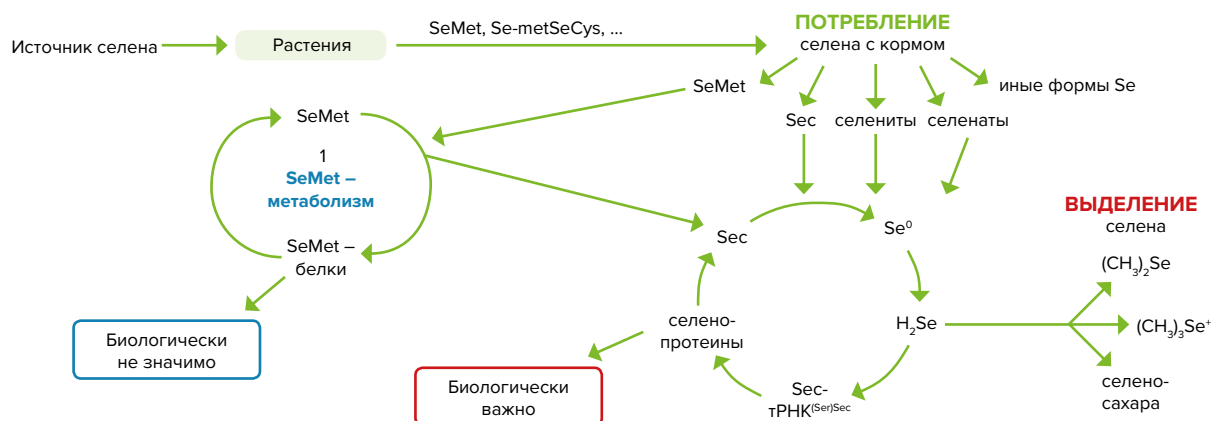 ПОТРЕБЛЕНИЕ
селена с кормом
Источник селена
Растения
SeMet, Se-metSeCys, ...
SeMet
Sec
селениты
селенаты
иные формы Se
SeMet
1
SeMet –
метаболизм
SeMet –
белки
Биологически
не значимо
Sec
Se⁰
H₂Se
Sec-
тРНК⁽ˢᵉʳ⁾ˢᵉᶜ
селено-
протеины
Биологически
важно
ВЫДЕЛЕНИЕ
селена
(CH₃)₂Se
(CH₃)₃Se⁺
селено-
сахара